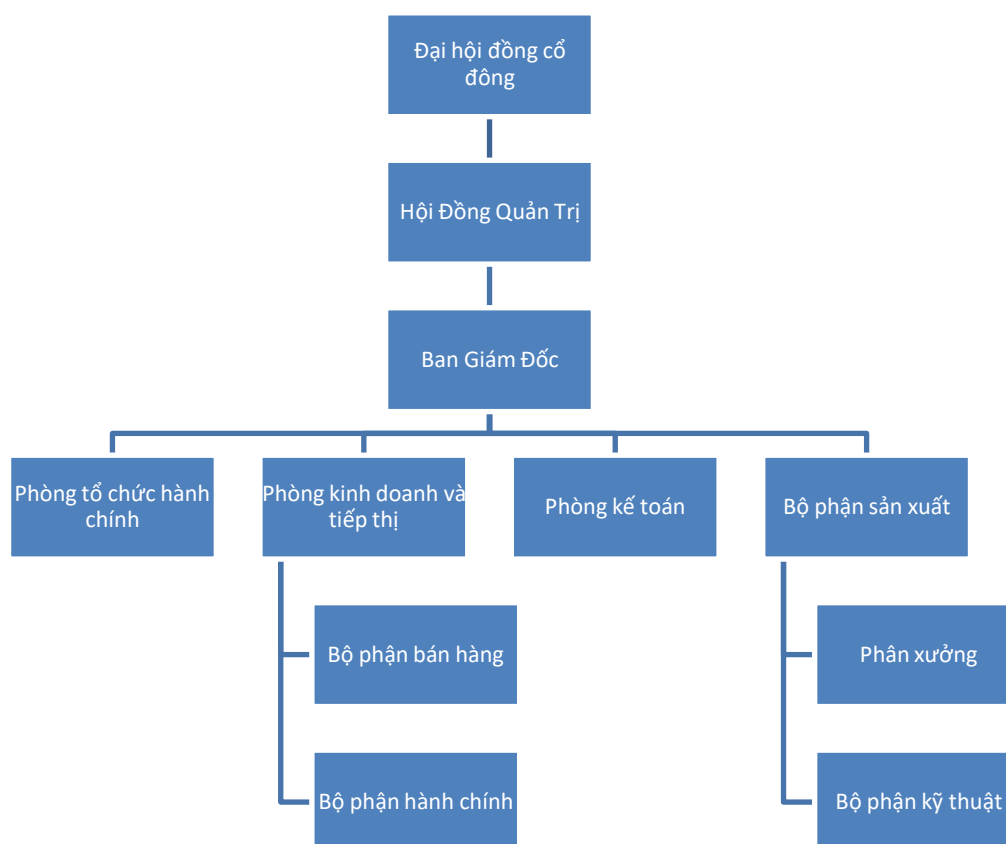 Đại hội đồng cổ
đông
Hội Đồng Quản Trị
Ban Giám Đốc
Phòng tổ chức hành
chính
Phòng kinh doanh và
tiếp thị
Phòng kế toán
Bộ phận sản xuất
Bộ phận bán hàng
Phân xưởng
Bộ phận hành chính
Bộ phận kỹ thuật